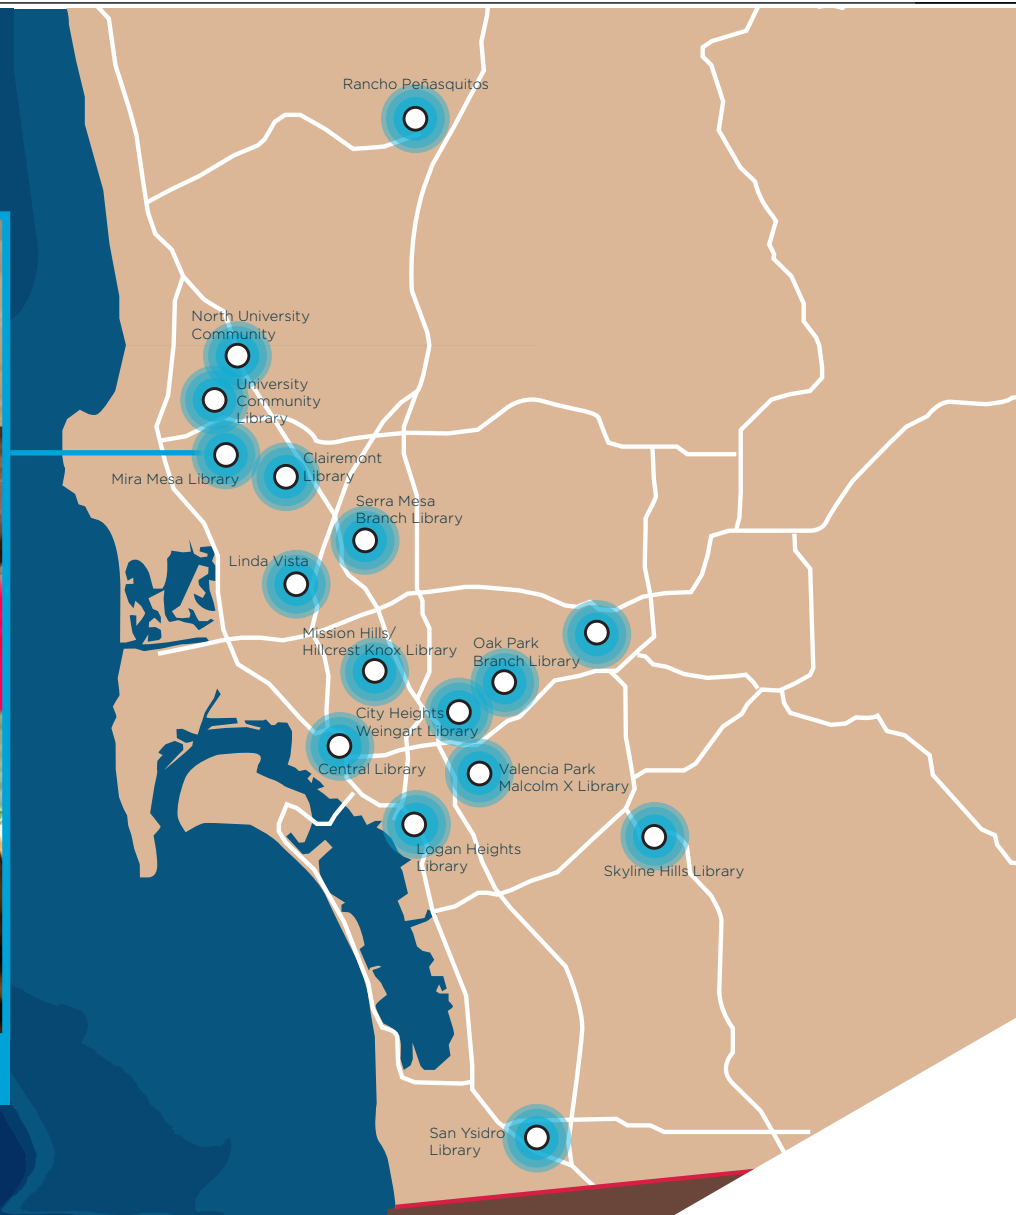 Rancho Peñasquitos
North University
Community
University
Community
Library
Clairemont
Library
Mira Mesa Library
Serra Mesa
Branch Library
Linda Vista
Mission Hills/
Hillcrest Knox Library
Oak Park
Branch Library
City Heights
Weingart Library
Central Library
Valencia Park
Malcolm X Library
Logan Heights
Library
Skyline Hills Library
San Ysidro
Library